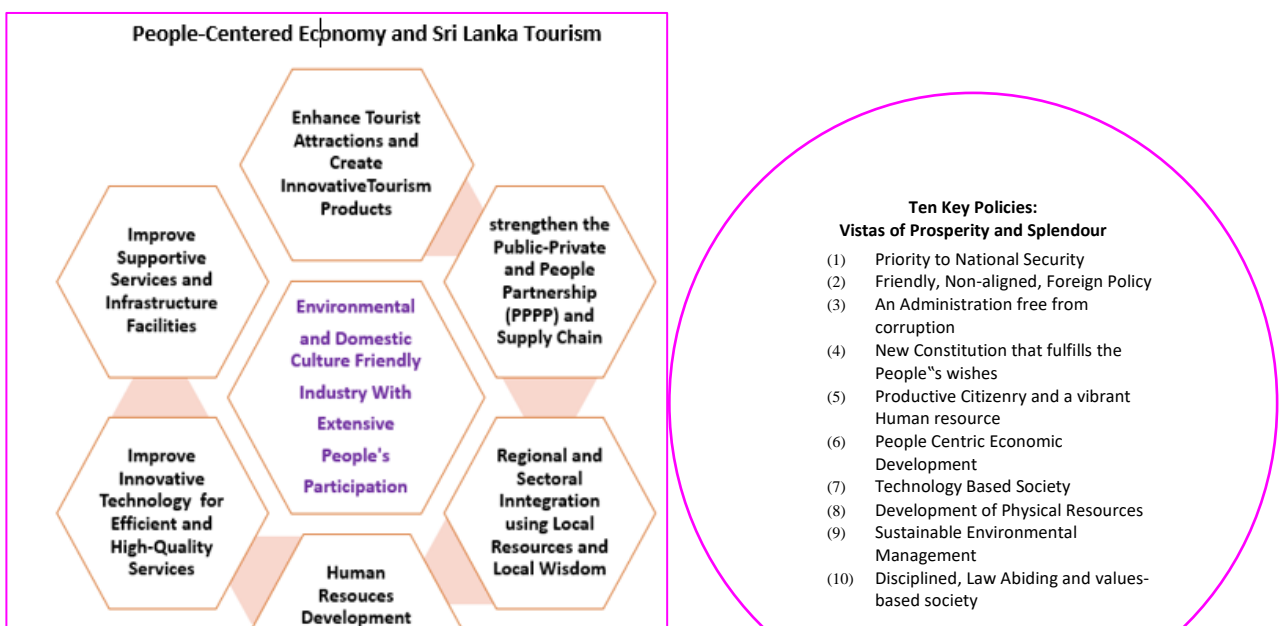 People-Centered Economy and Sri Lanka Tourism
Enhance Tourist
Attractions and
Create
InnovativeTourism
Products
strengthen the
Public-Private
and People
Partnership
(PPPP) and
Supply Chain
Regional and
Sectoral
Inntegration
using Local
Resources and
Local Wisdom
Human
Resouces
Development
Improve
Innovative
Technology for
Efficient and
High-Quality
Services
Improve
Supportive
Services and
Infrastructure
Facilities
Environmental
and Domestic
Culture Friendly
Industry With
Extensive
People's
Participation
Ten Key Policies:
Vistas of Prosperity and Splendour
(1) Priority to National Security
(2) Friendly, Non-aligned, Foreign Policy
(3) An Administration free from
corruption
(4) New Constitution that fulfills the
People‟s wishes
(5) Productive Citizenry and a vibrant
Human resource
(6) People Centric Economic
Development
(7) Technology Based Society
(8) Development of Physical Resources
(9) Sustainable Environmental
Management
(10) Disciplined, Law Abiding and values-
based society